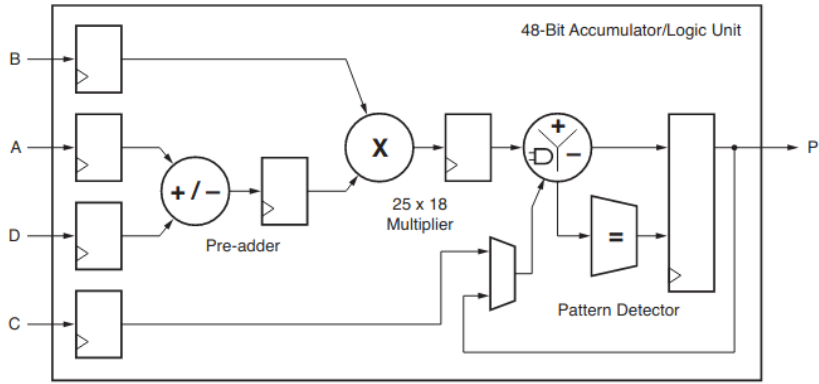 48-Bit Accumulator/Logic Unit
B
A
D
C
+ / –
Pre-adder
X
25 x 18
Multiplier
+
–
=
Pattern Detector
P